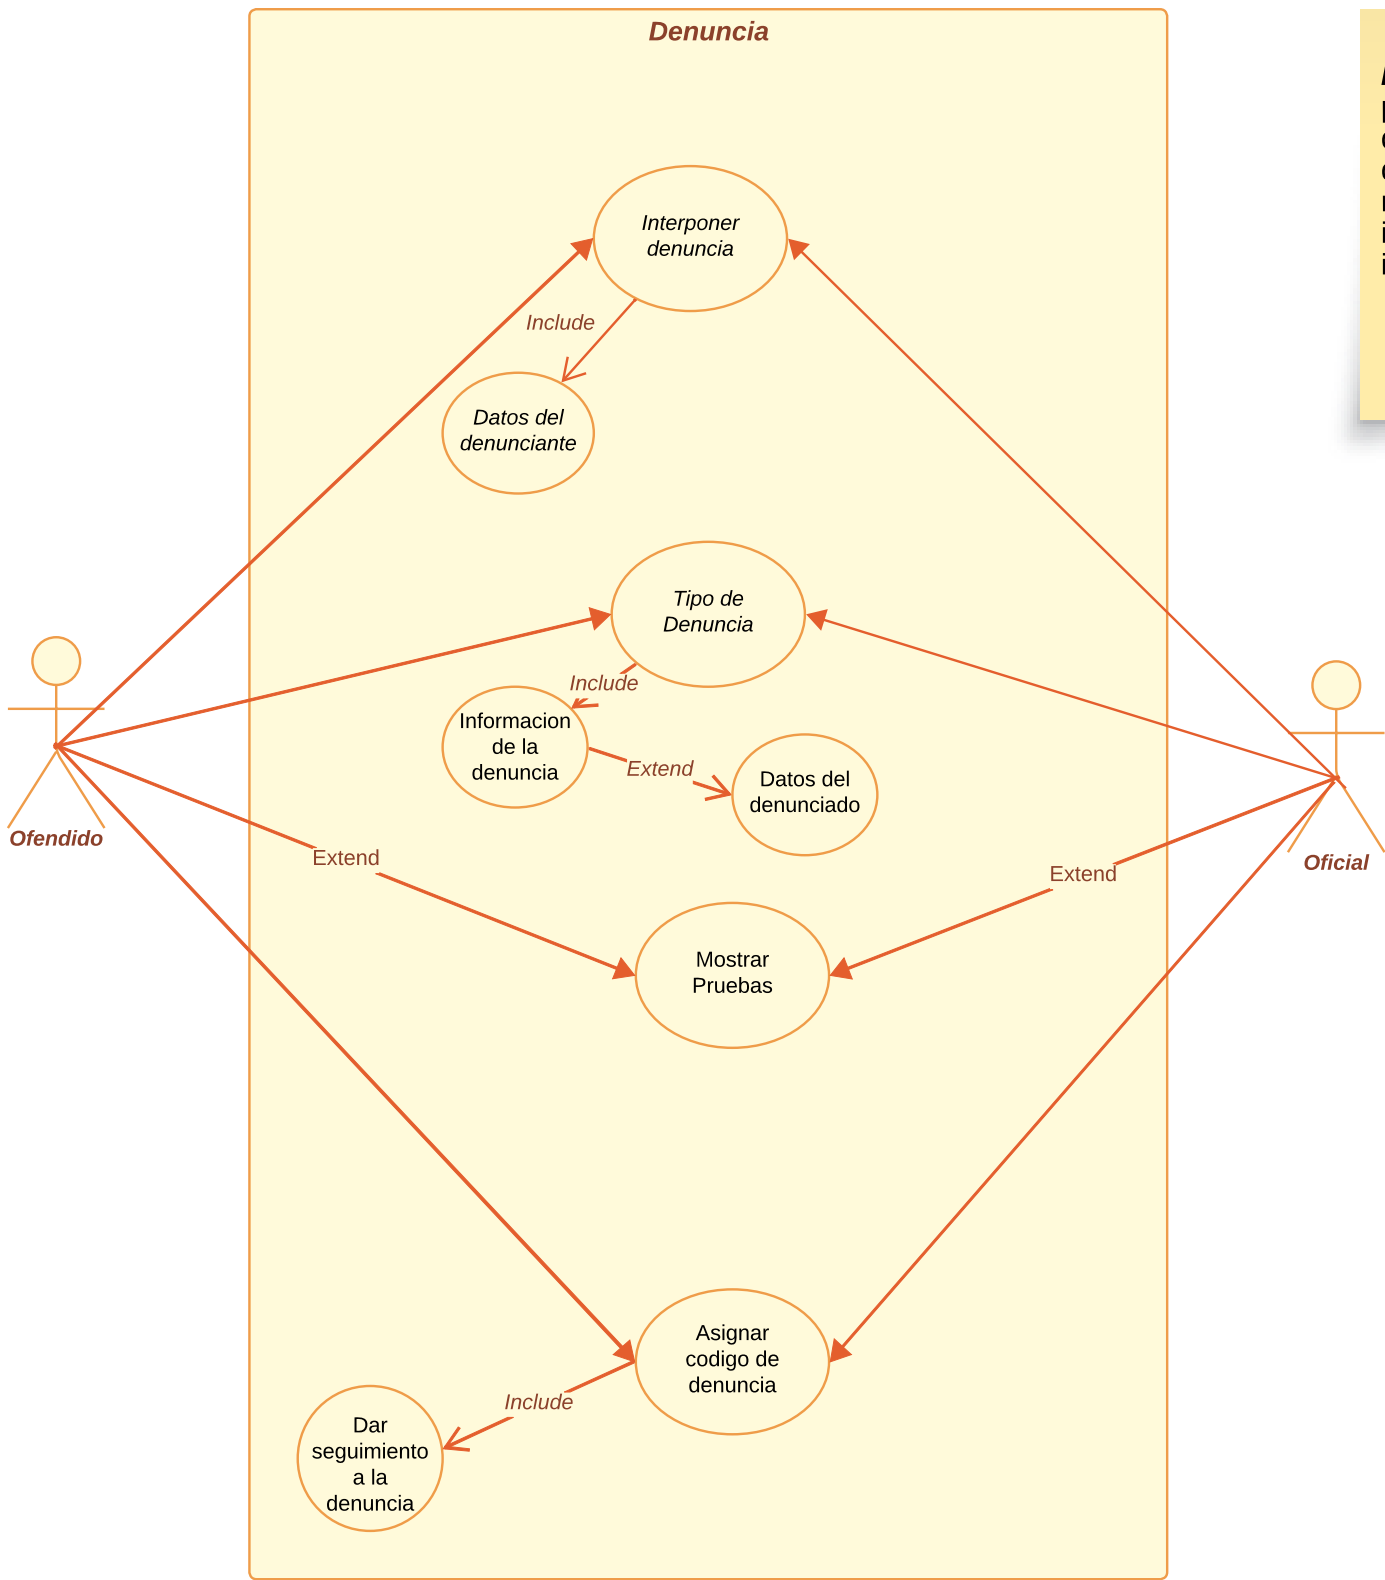 Denuncia
Interponer
denuncia
Include
Datos del
denunciante
Tipo de
Denuncia
Include
Informacion
de la
denuncia
Extend
Datos del
denunciado
Ofendido
Extend
Extend
Oficial
Mostrar
Pruebas
Asignar
codigo de
denuncia
Include
Dar
seguimiento
a la
denuncia